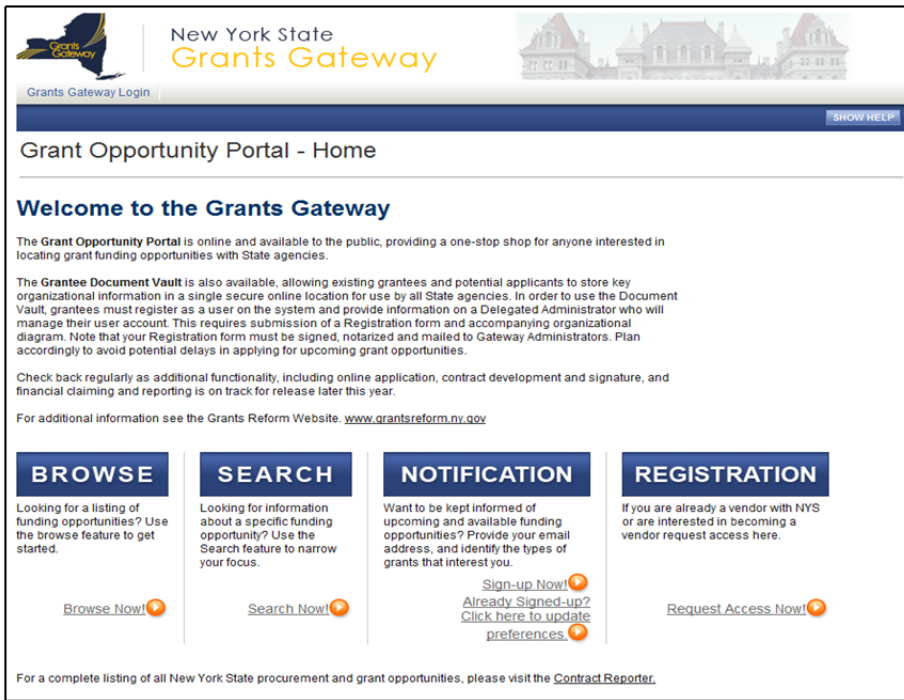 Grants
Gateway
New York State
Grants Gateway
Grants Gateway Login
SHOW HELP
Grant Opportunity Portal - Home
Welcome to the Grants Gateway
The Grant Opportunity Portal is online and available to the public, providing a one-stop shop for anyone interested in
locating grant funding opportunities with State agencies.
The Grantee Document Vault is also available, allowing existing grantees and potential applicants to store key
organizational information in a single secure online location for use by all State agencies. In order to use the Document
Vault, grantees must register as a user on the system and provide information on a Delegated Administrator who will
manage their user account. This requires submission of a Registration form and accompanying organizational
diagram. Note that your Registration form must be signed, notarized and mailed to Gateway Administrators. Plan
accordingly to avoid potential delays in applying for upcoming grant opportunities.
Check back regularly as additional functionality, including online application, contract development and signature, and
financial claiming and reporting is on track for release later this year.
For additional information see the Grants Reform Website. www.grantsreform.ny.gov
BROWSE
Looking for a listing of
funding opportunities? Use
the browse feature to get
started.
Browse Now!
SEARCH
Looking for information
about a specific funding
opportunity? Use the
Search feature to narrow
your focus.
Search Now!
NOTIFICATION
Want to be kept informed of
upcoming and available funding
opportunities? Provide your email
address, and identify the types of
grants that interest you.
Sign-up Now!
Already Signed-up?
Click here to update
preferences.
REGISTRATION
If you are already a vendor with NYS
or are interested in becoming a
vendor request access here.
Request Access Now!
For a complete listing of all New York State procurement and grant opportunities, please visit the Contract Reporter.